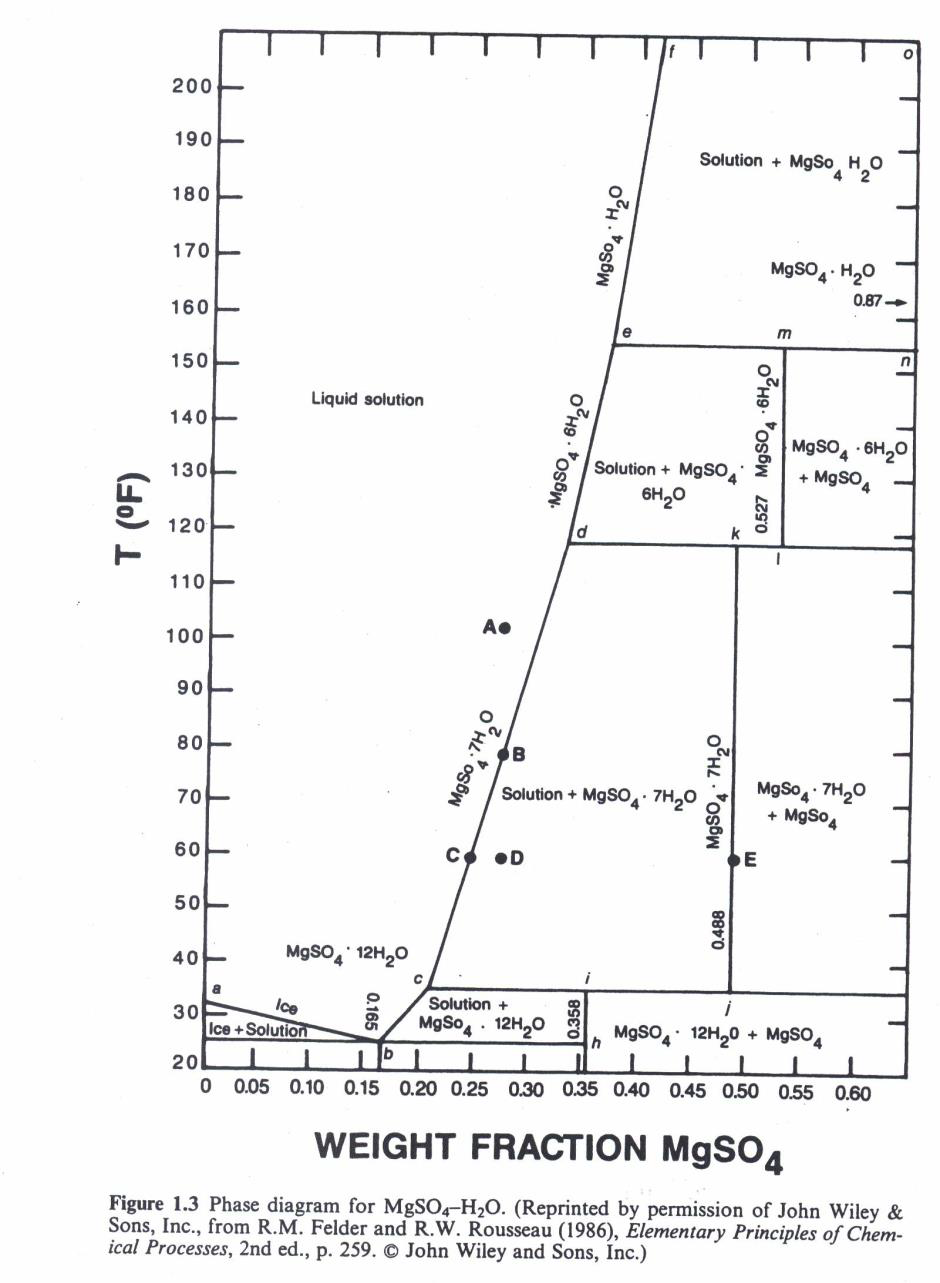 f
o
200
190
180
170
160
150
140
130
120
110
100
90
80
70
60
50
40
30
20
T (⁰F)
Solution + MgSo₄ H₂O
MgSo₄ · H₂O
MgSO₄ · H₂O
0.87→
e
m
n
Liquid solution
MgSO₄ · 6H₂O
Solution + MgSO₄ ·
6H₂O
0.527 MgSO₄ · 6H₂O
MgSO₄ · 6H₂O
+ MgSO₄
d
k
l
A
B
MgSo₄ · 7H₂O
Solution + MgSO₄ · 7H₂O
MgSO₄ · 7H₂O
MgSo₄ · 7H₂O
+ MgSo₄
C
D
E
0.488
MgSO₄ · 12H₂O
a
c
i
j
Ice
0.165
Ice + Solution
Solution +
MgSo₄ . 12H₂O
0.358
h
MgSO₄ · 12H₂0 + MgSO₄
b
0 0.05 0.10 0.15 0.20 0.25 0.30 0.35 0.40 0.45 0.50 0.55 0.60
WEIGHT FRACTION MgSO₄
Figure 1.3 Phase diagram for MgSO₄–H₂O. (Reprinted by permission of John Wiley &
Sons, Inc., from R.M. Felder and R.W. Rousseau (1986), Elementary Principles of Chem-
ical Processes, 2nd ed., p. 259. © John Wiley and Sons, Inc.)